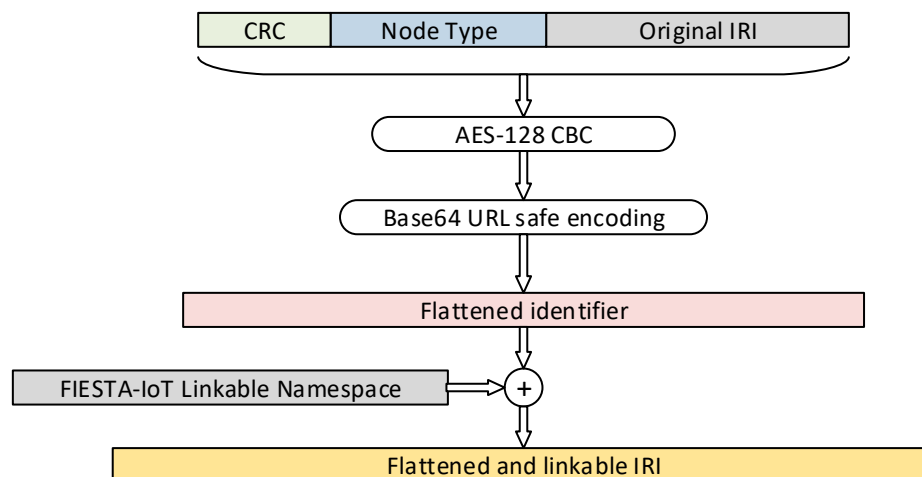 CRC Node Type Original IRI
AES-128 CBC
Base64 URL safe encoding
Flattened identifier
FIESTA-IoT Linkable Namespace +
Flattened and linkable IRI